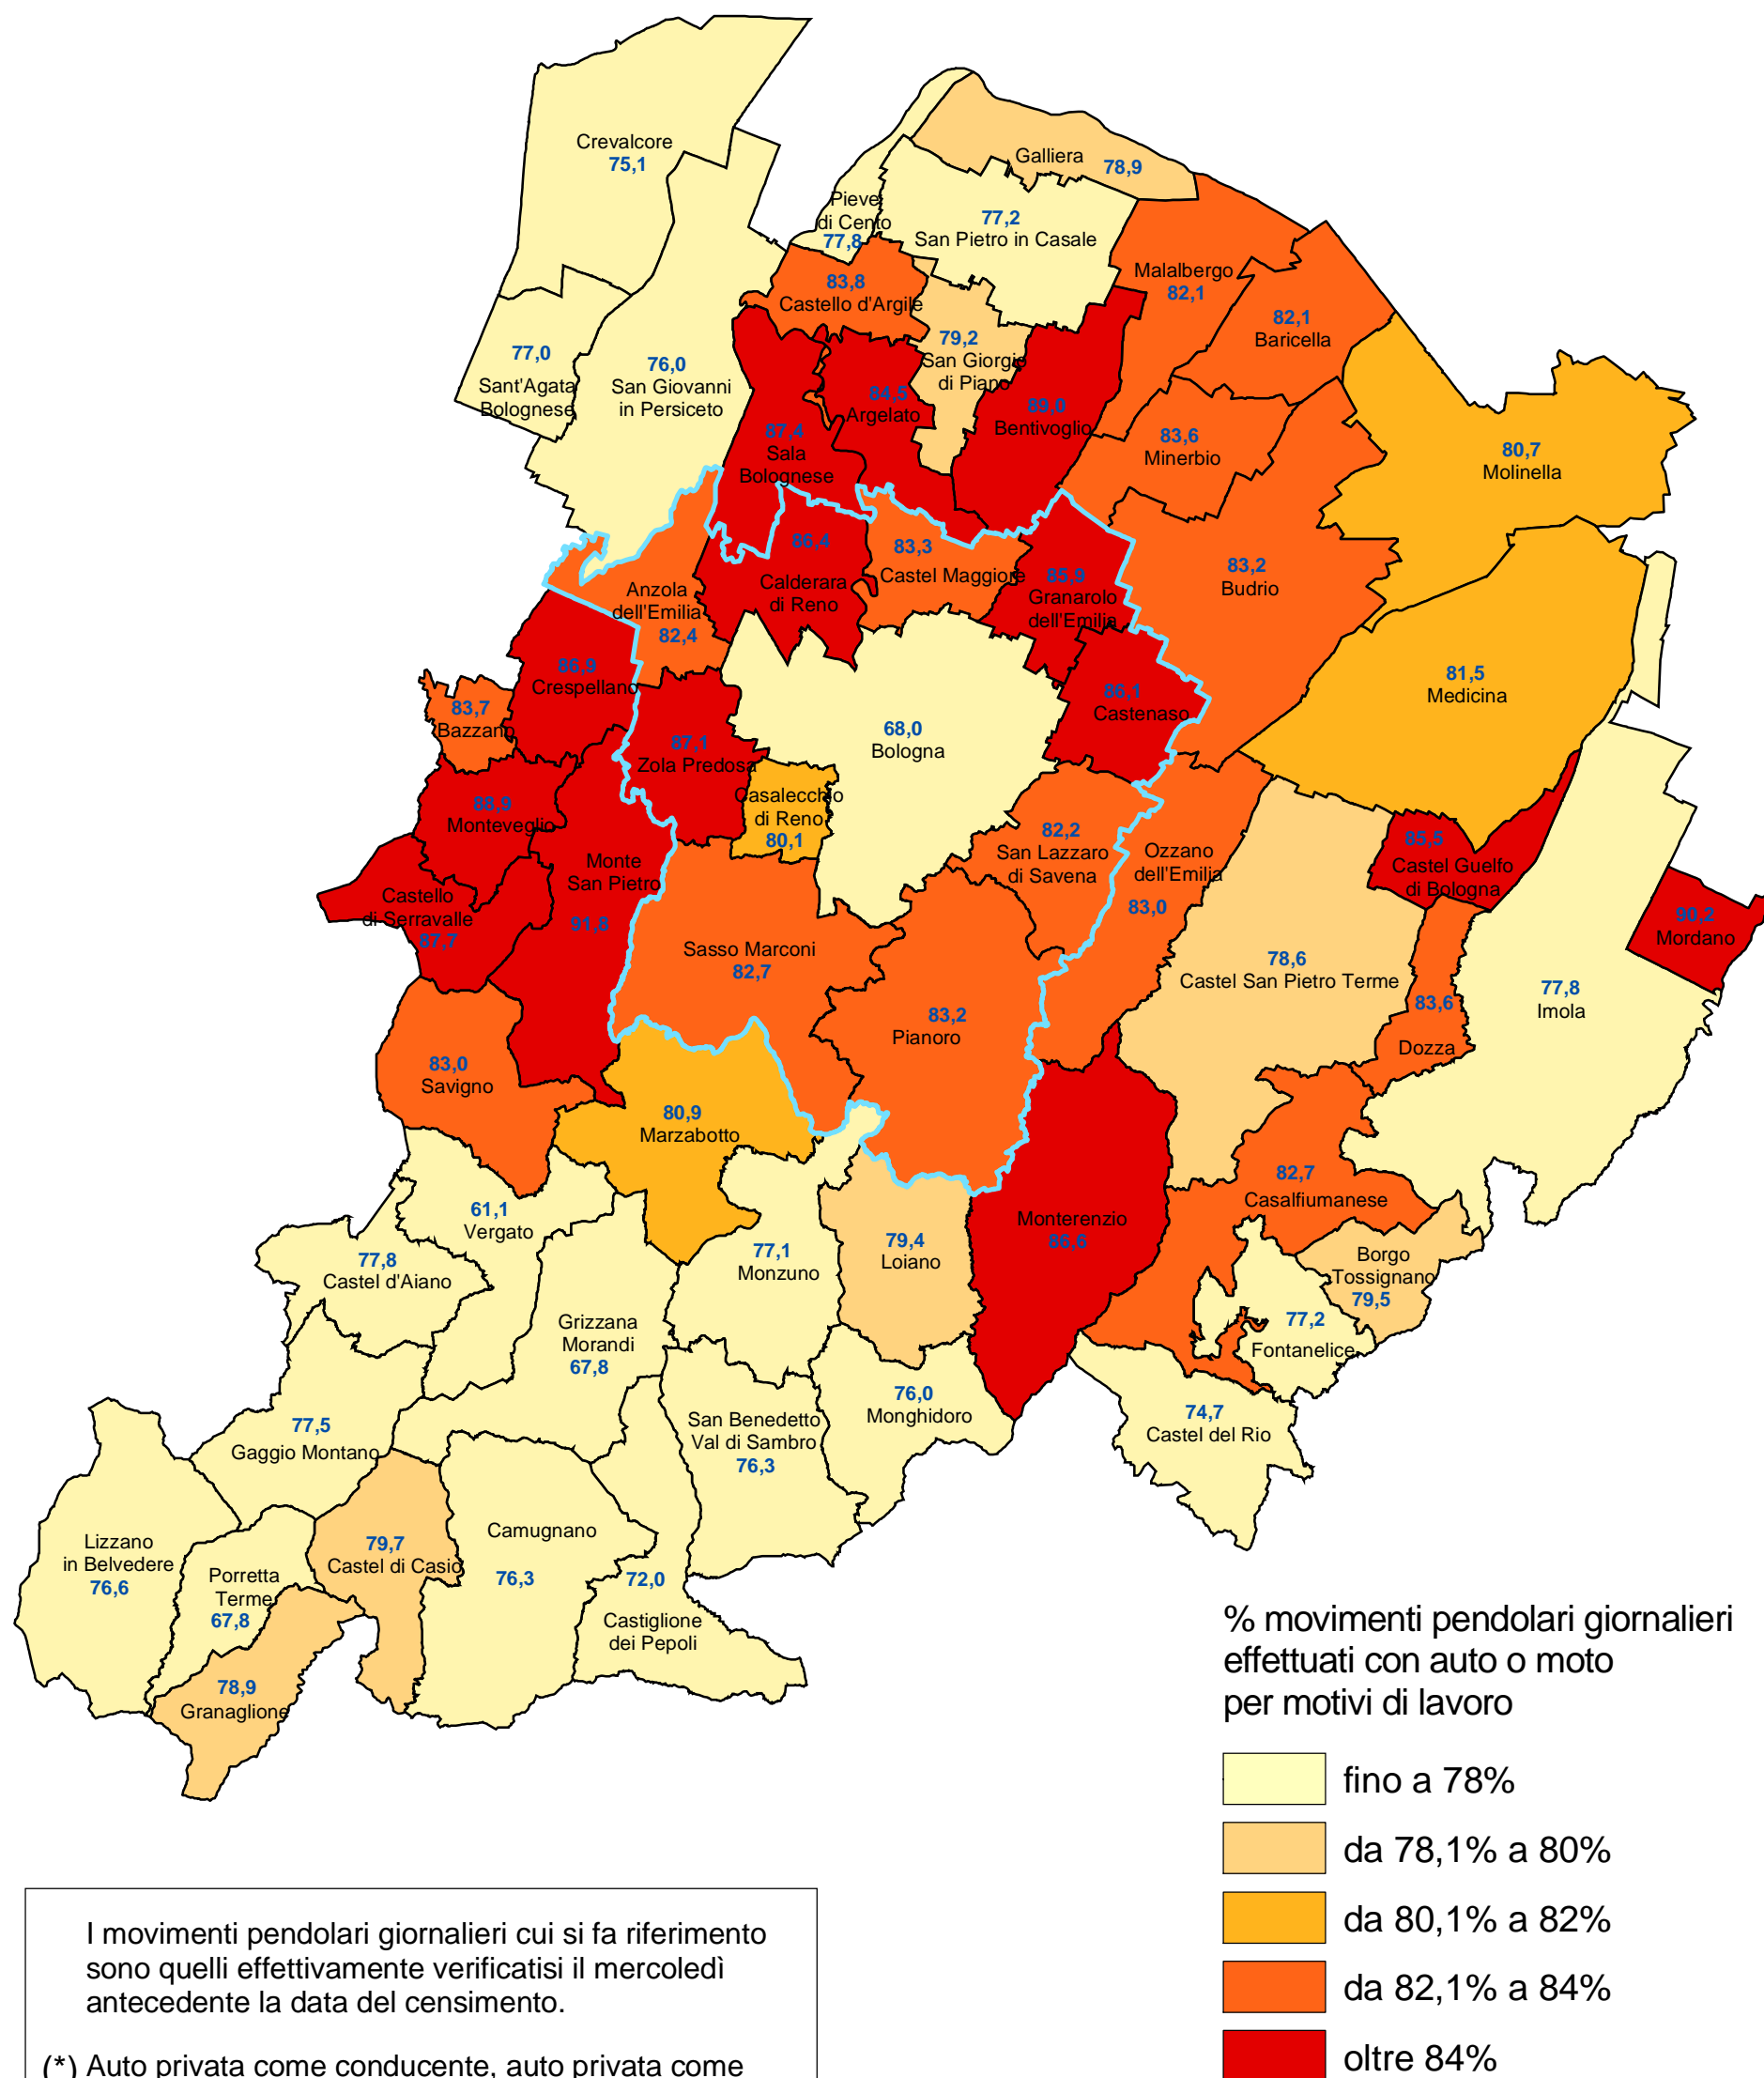 Crevalcore
75,1
Galliera
78,9
Pieve
di Cento
77,8
77,2
San Pietro in Casale
Malalbergo
82,1
83,8
Castello d'Argile
82,1
Baricella
77,0
Sant'Agata
Bolognese
76,0
San Giovanni
in Persiceto
79,2
San Giorgio
di Piano
84,5
Argelato
89,0
Bentivoglio
87,4
Sala
Bolognese
83,6
Minerbio
80,7
Molinella
86,4
Calderara
di Reno
83,3
Castel Maggiore
85,9
Granarolo
dell'Emilia
83,2
Budrio
Anzola
dell'Emilia
82,4
86,9
Crespellano
83,7
Bazzano
81,5
Medicina
86,1
Castenaso
68,0
Bologna
87,1
Zola Predosa
Casalecchio
di Reno
80,1
88,9
Monteveglio
82,2
San Lazzaro
di Savena
Ozzano
dell'Emilia
83,0
85,5
Castel Guelfo
di Bologna
Monte
San Pietro
91,8
Castello
di Serravalle
87,7
90,2
Mordano
Sasso Marconi
82,7
78,6
Castel San Pietro Terme
77,8
Imola
83,6
Dozza
83,2
Pianoro
83,0
Savigno
80,9
Marzabotto
82,7
Casalfiumanese
61,1
Vergato
Monterenzio
86,6
77,8
Castel d'Aiano
77,1
Monzuno
79,4
Loiano
Borgo
Tossignano
79,5
Grizzana
Morandi
67,8
77,2
Fontanelice
76,0
Monghidoro
74,7
Castel del Rio
77,5
Gaggio Montano
San Benedetto
Val di Sambro
76,3
Lizzano
in Belvedere
76,6
Porretta
Terme
67,8
79,7
Castel di Casio
Camugnano
76,3
72,0
Castiglione
dei Pepoli
78,9
Granaglione
% movimenti pendolari giornalieri
effettuati con auto o moto
per motivi di lavoro
fino a 78%
da 78,1% a 80%
da 80,1% a 82%
da 82,1% a 84%
oltre 84%
I movimenti pendolari giornalieri cui si fa riferimento
sono quelli effettivamente verificatisi il mercoledì
antecedente la data del censimento.
(*) Auto privata come conducente, auto privata come